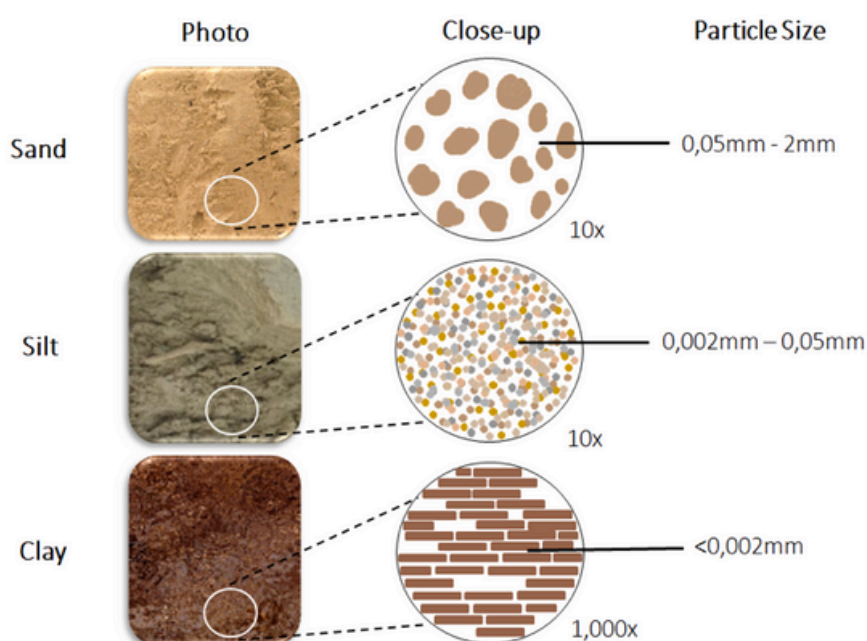 Photo
Close-up
Particle Size
Sand
0,05mm - 2mm
10x
Silt
0,002mm – 0,05mm
10x
Clay
<0,002mm
1,000x